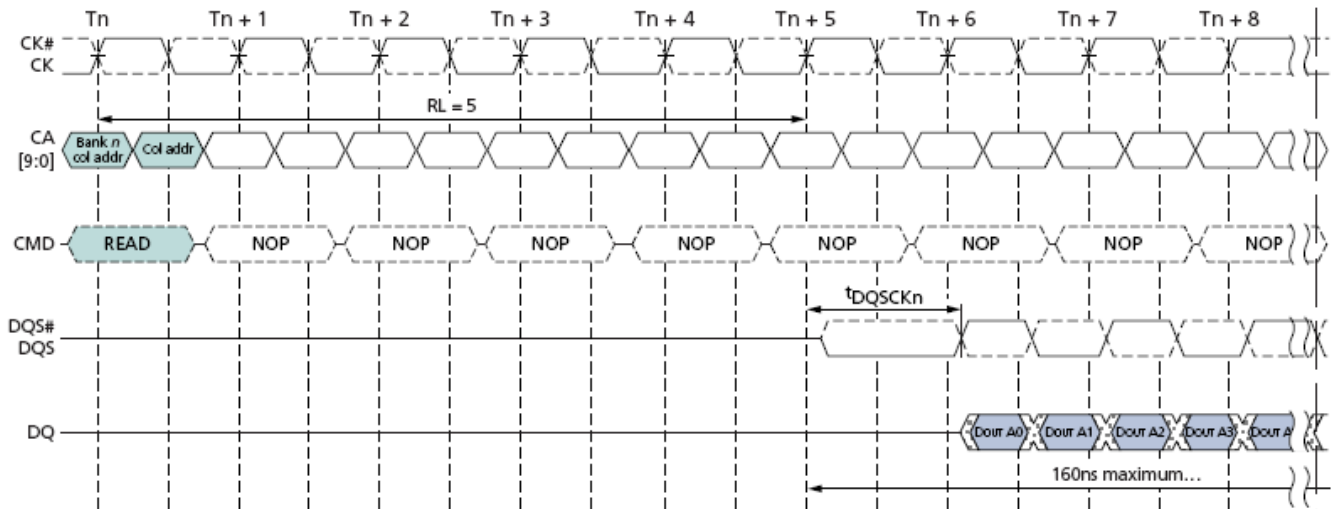 Tn Tn + 1 Tn + 2 Tn + 3 Tn + 4 Tn + 5 Tn + 6 Tn + 7 Tn + 8
CK#
CK
RL = 5
CA
[9:0]
Bank n
col addr
Col addr
CMD READ NOP NOP NOP NOP NOP NOP NOP NOP
tDQSCKn
DQS#
DQS
DQ DOUT A0 DOUT A1 DOUT A2 DOUT A3 DOUT A
160ns maximum...